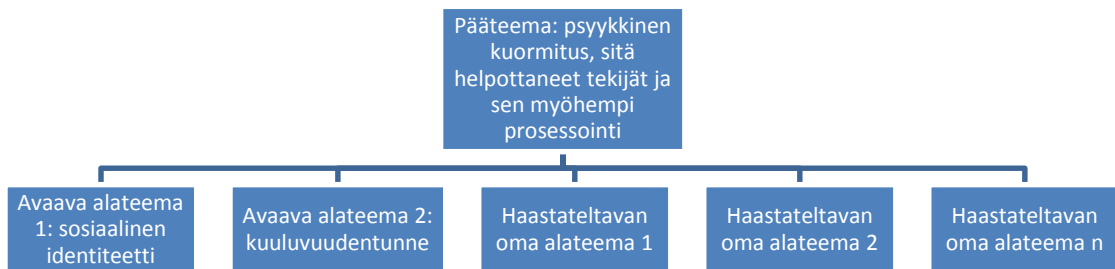 Pääteema: psyykkinen
kuormitus, sitä
helpottaneet tekijät ja
sen myöhempi
prosessointi
Avaava alateema
1: sosiaalinen
identiteetti
Avaava alateema 2:
kuuluvuudentunne
Haastateltavan
oma alateema 1
Haastateltavan
oma alateema 2
Haastateltavan
oma alateema n